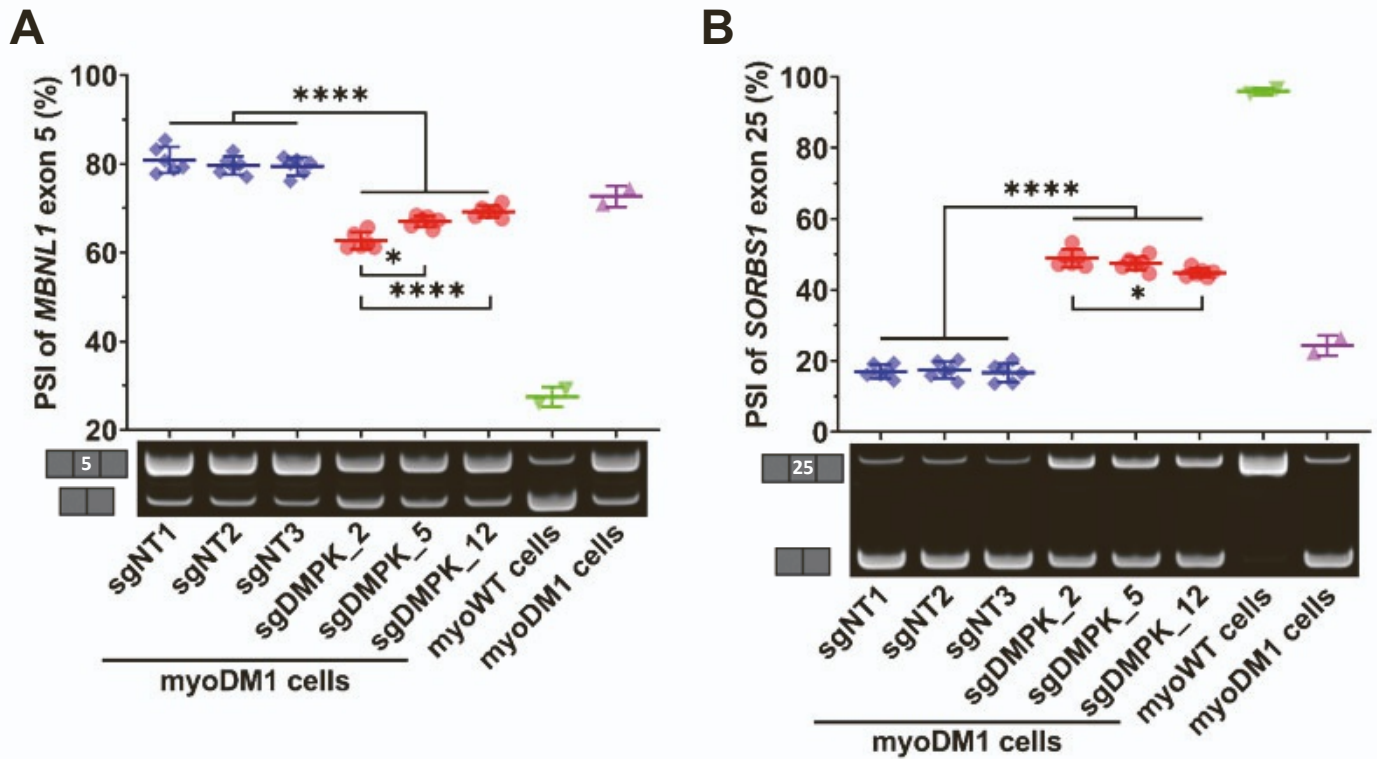 A
PSI of MBNL1 exon 5 (%)
100
80
60
40
20
****
*
****
5
sgNT1
sgNT2
sgNT3
sgDMPK_2
sgDMPK_5
sgDMPK_12
myoWT cells
myoDM1 cells
myoDM1 cells
B
PSI of SORBS1 exon 25 (%)
100
80
60
40
20
0
****
*
25
sgNT1
sgNT2
sgNT3
sgDMPK_2
sgDMPK_5
sgDMPK_12
myoWT cells
myoDM1 cells
myoDM1 cells